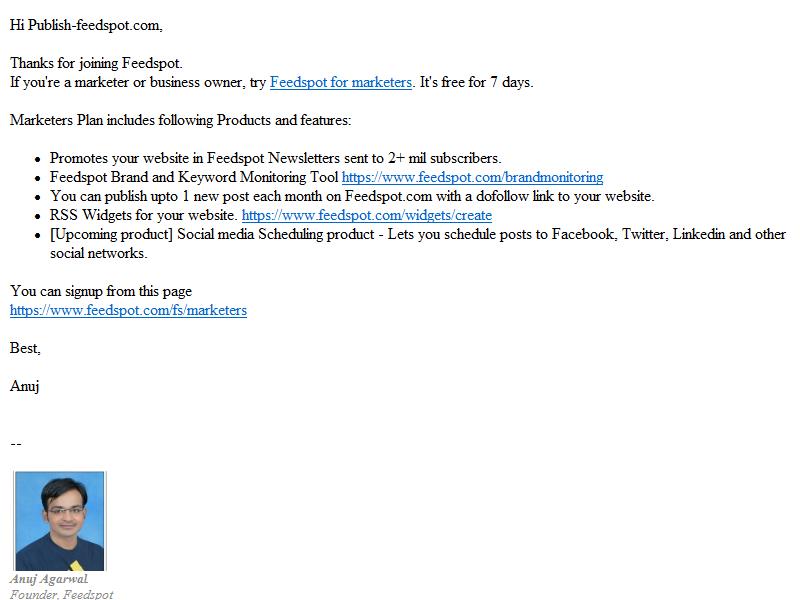 Hi Publish-feedspot.com,
Thanks for joining Feedspot.
If you're a marketer or business owner, try Feedspot for marketers. It's free for 7 days.
Marketers Plan includes following Products and features:
• Promotes your website in Feedspot Newsletters sent to 2+ mil subscribers.
• Feedspot Brand and Keyword Monitoring Tool https://www.feedspot.com/brandmonitoring
• You can publish upto 1 new post each month on Feedspot.com with a dofollow link to your website.
• RSS Widgets for your website. https://www.feedspot.com/widgets/create
• [Upcoming product] Social media Scheduling product - Lets you schedule posts to Facebook, Twitter, Linkedin and other
social networks.
You can signup from this page
https://www.feedspot.com/fs/marketers
Best,
Anuj
--
Anuj Agarwal
Founder, Feedspot